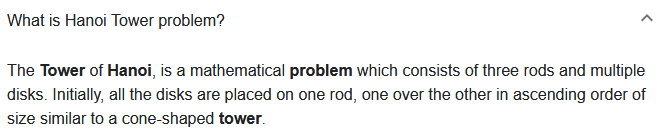 What is Hanoi Tower problem?
The Tower of Hanoi, is a mathematical problem which consists of three rods and multiple
disks. Initially, all the disks are placed on one rod, one over the other in ascending order of
size similar to a cone-shaped tower.